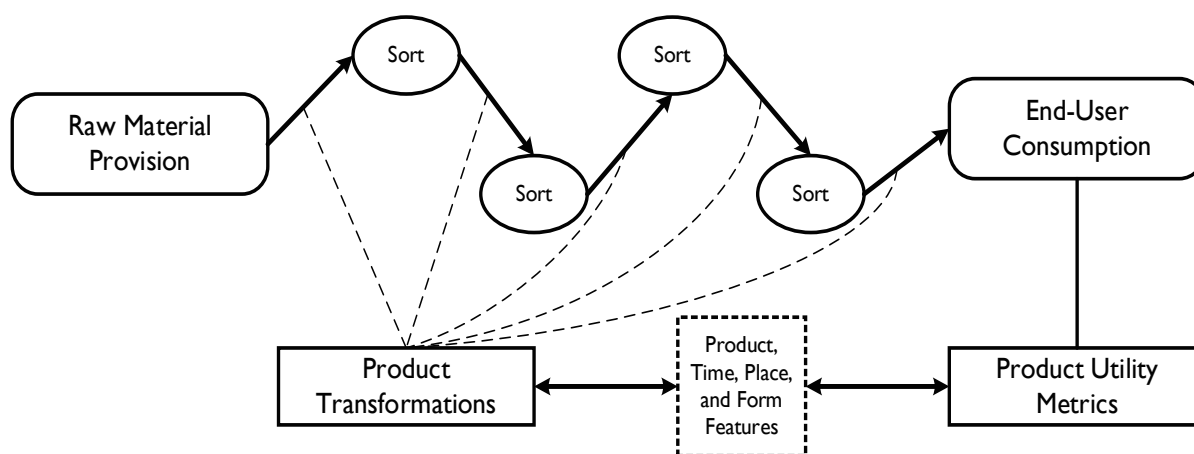 Sort
Sort
Raw Material
Provision
End-User
Consumption
Sort
Sort
Product
Transformations
Product,
Time, Place,
and Form
Features
Product Utility
Metrics